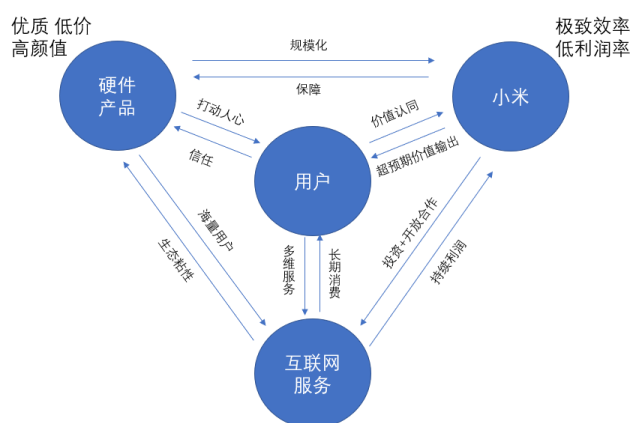 优质 低价
高颜值
极致效率
低利润率
规模化
保障
硬件
产品
小米
打动人心
信任
价值认同
超预期价值输出
用户
海量用户
生态粘性
多维服务
长期消费
投资+开放合作
持续利润
互联网
服务